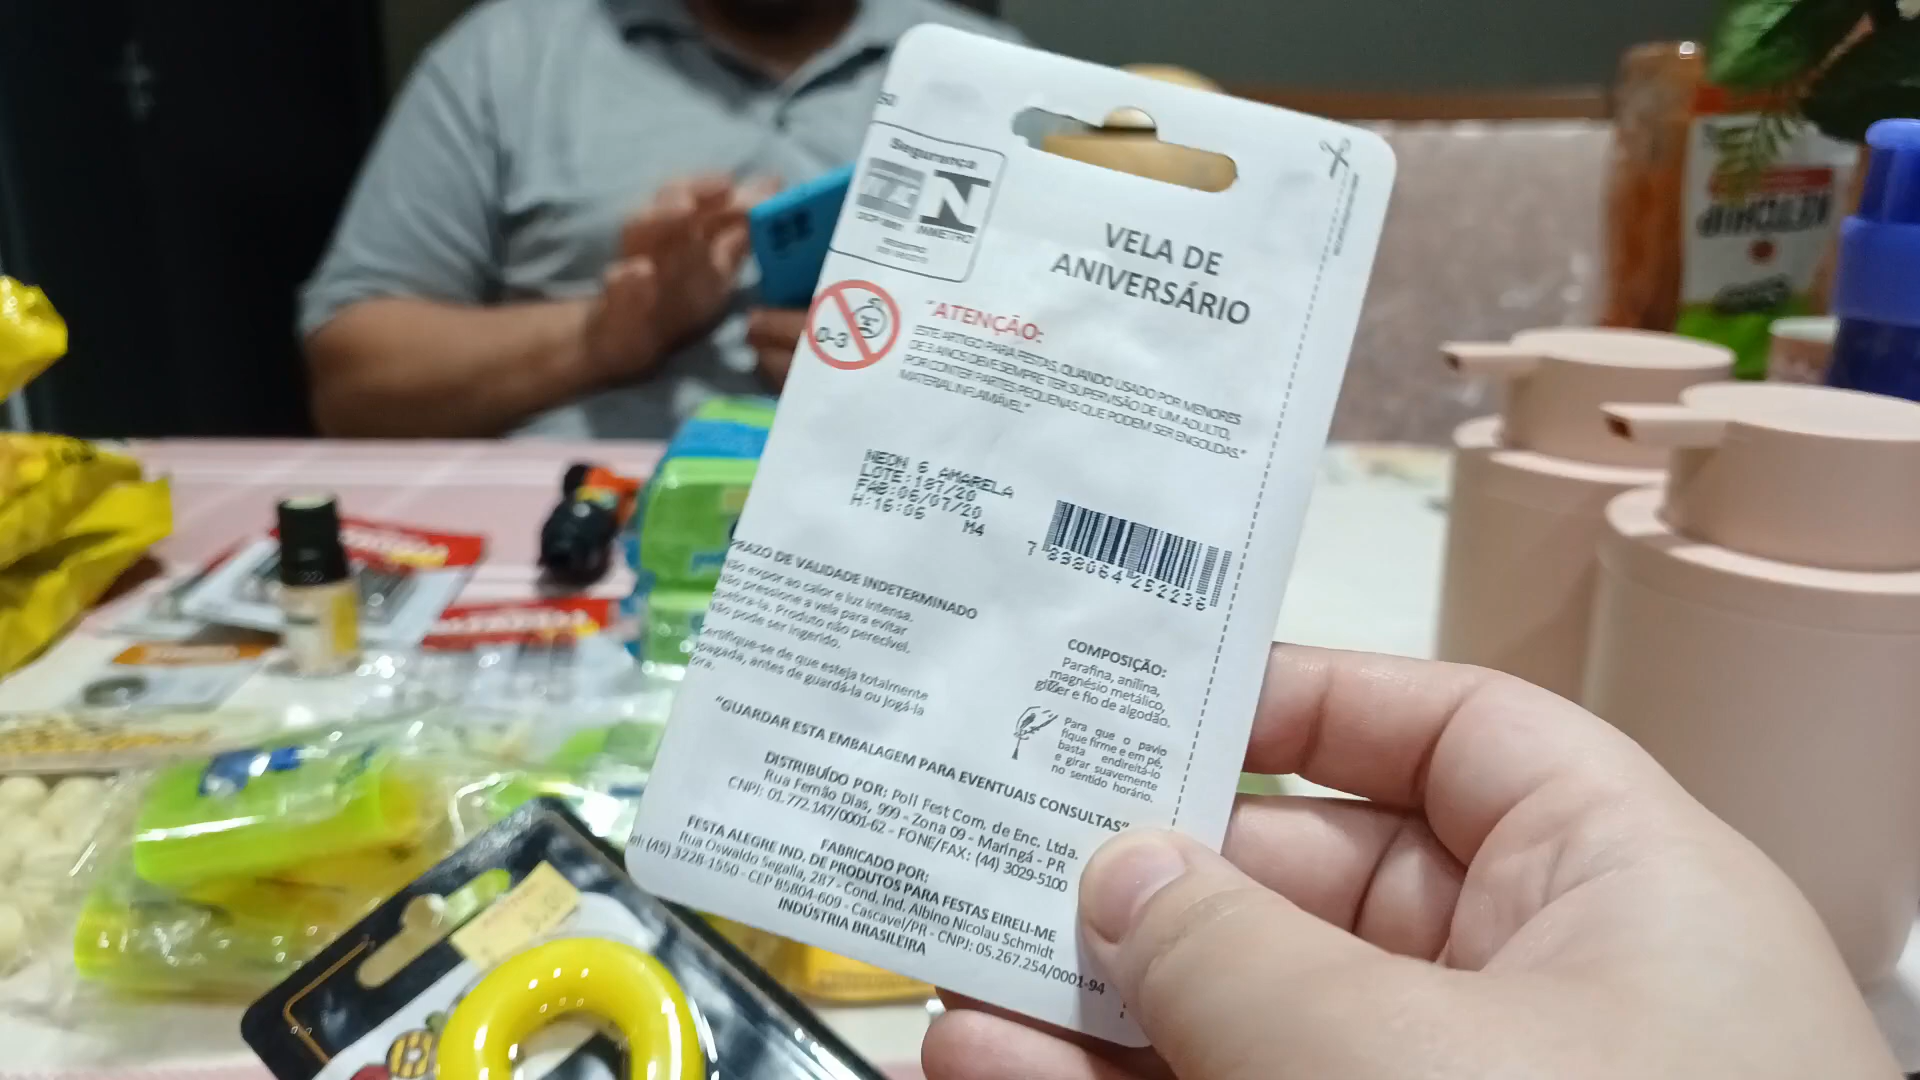 Segurança
INMETRO
VELA DE
ANIVERSÁRIO
0-3
"ATENÇÃO:
ESTE ARTIGO PARA FESTAS, QUANDO USADO POR MENORES
DE 3 ANOS DEVE SEMPRE TER SUPERVISÃO DE UM ADULTO,
POR CONTER PARTES PEQUENAS QUE PODEM SER ENGOLIDAS."
MATERIAL INFLAMÁVEL"
NEON 6 AMARELA
LOTE:187/20
FAB:06/07/20
H:16:06 M4
7 898064 252236
PRAZO DE VALIDADE INDETERMINADO
Não expor ao calor e luz intensa.
Não pressione a vela para evitar
quebra-la. Produto não perecível.
Não pode ser ingerido.
Certifique-se de que esteja totalmente
apagada, antes de guardá-la ou jogá-la
fora.
COMPOSIÇÃO:
Parafina, anilina,
magnésio metálico,
gliter e fio de algodão.
Para que o pavio
fique firme e em pé,
basta endireitá-lo
e girar suavemente
no sentido horário.
"GUARDAR ESTA EMBALAGEM PARA EVENTUAIS CONSULTAS"
DISTRIBUÍDO POR: Poli Fest Com. de Enc. Ltda.
Rua Fernão Dias, 999 - Zona 09 - Maringá - PR
CNPJ: 01.772.147/0001-62 - FONE/FAX: (44) 3029-5100
FABRICADO POR:
FESTA ALEGRE IND. DE PRODUTOS PARA FESTAS EIRELI-ME
Rua Oswaldo Segalla, 287 - Cond. Ind. Albino Nicolau Schmidt
(45) 3228-1550 - CEP 85804-609 - Cascavel/PR - CNPJ: 05.267.254/0001-94
INDÚSTRIA BRASILEIRA
KETCHUP